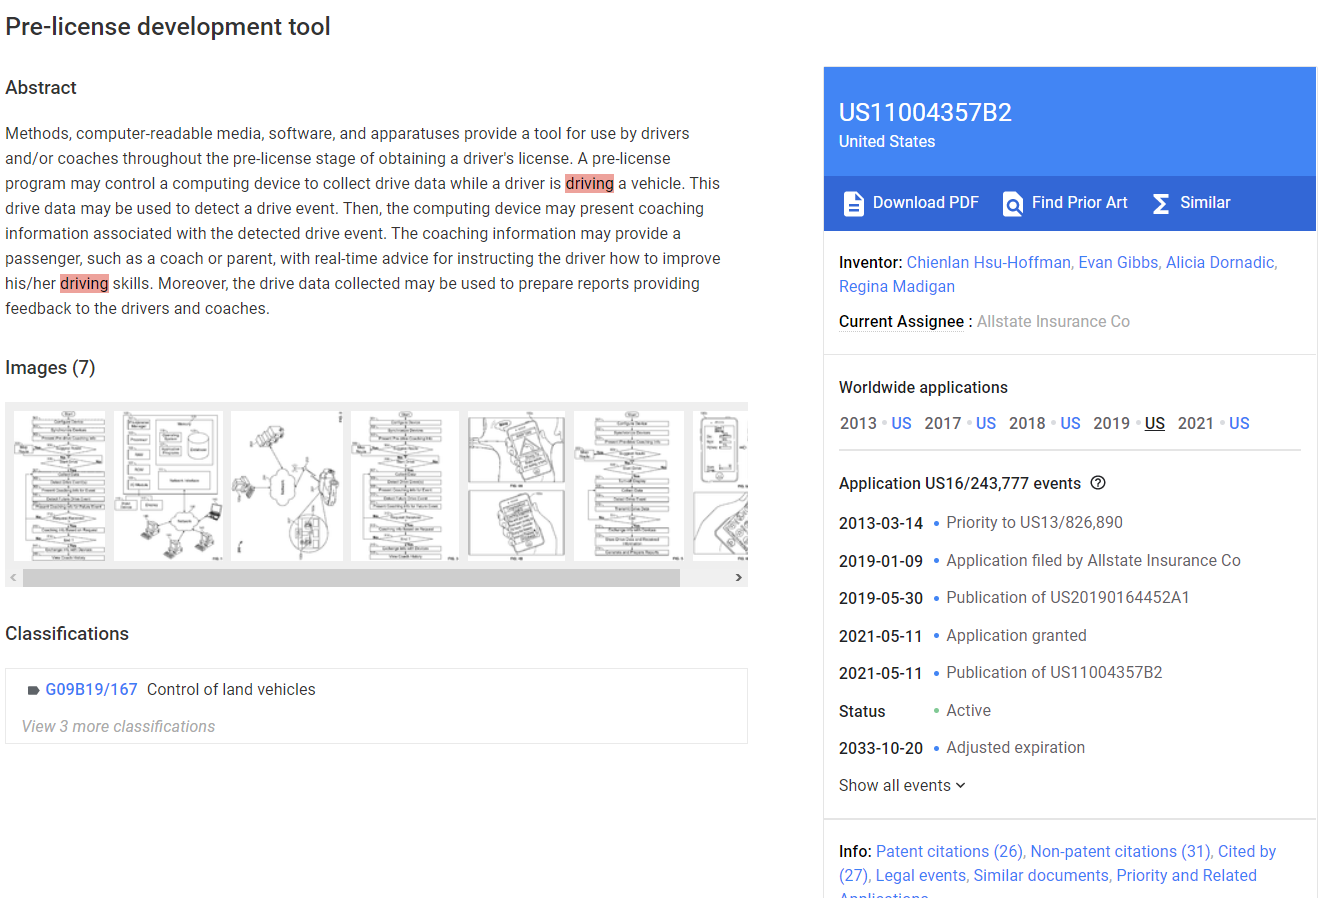 Pre-license development tool
Abstract
Methods, computer-readable media, software, and apparatuses provide a tool for use by drivers
and/or coaches throughout the pre-license stage of obtaining a driver's license. A pre-license
program may control a computing device to collect drive data while a driver is driving a vehicle. This
drive data may be used to detect a drive event. Then, the computing device may present coaching
information associated with the detected drive event. The coaching information may provide a
passenger, such as a coach or parent, with real-time advice for instructing the driver how to improve
his/her driving skills. Moreover, the drive data collected may be used to prepare reports providing
feedback to the drivers and coaches.
Images (7)
Classifications
G09B19/167 Control of land vehicles
View 3 more classifications
US11004357B2
United States
Download PDF Find Prior Art Similar
Inventor: Chienlan Hsu-Hoffman, Evan Gibbs, Alicia Dornadic,
Regina Madigan
Current Assignee : Allstate Insurance Co
Worldwide applications
2013 • US 2017 • US 2018 • US 2019 • US 2021 • US
Application US16/243,777 events
2013-03-14 • Priority to US13/826,890
2019-01-09 • Application filed by Allstate Insurance Co
2019-05-30 • Publication of US20190164452A1
2021-05-11 • Application granted
2021-05-11 • Publication of US11004357B2
Status • Active
2033-10-20 • Adjusted expiration
Show all events
Info: Patent citations (26), Non-patent citations (31), Cited by
(27), Legal events, Similar documents, Priority and Related
Applications